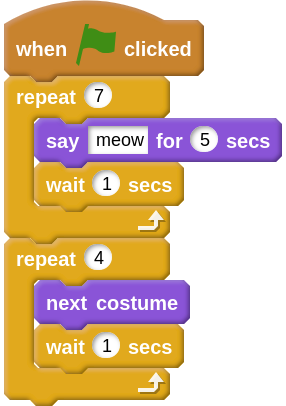 when clicked
repeat 7
say meow for 5 secs
wait 1 secs
repeat 4
next costume
wait 1 secs